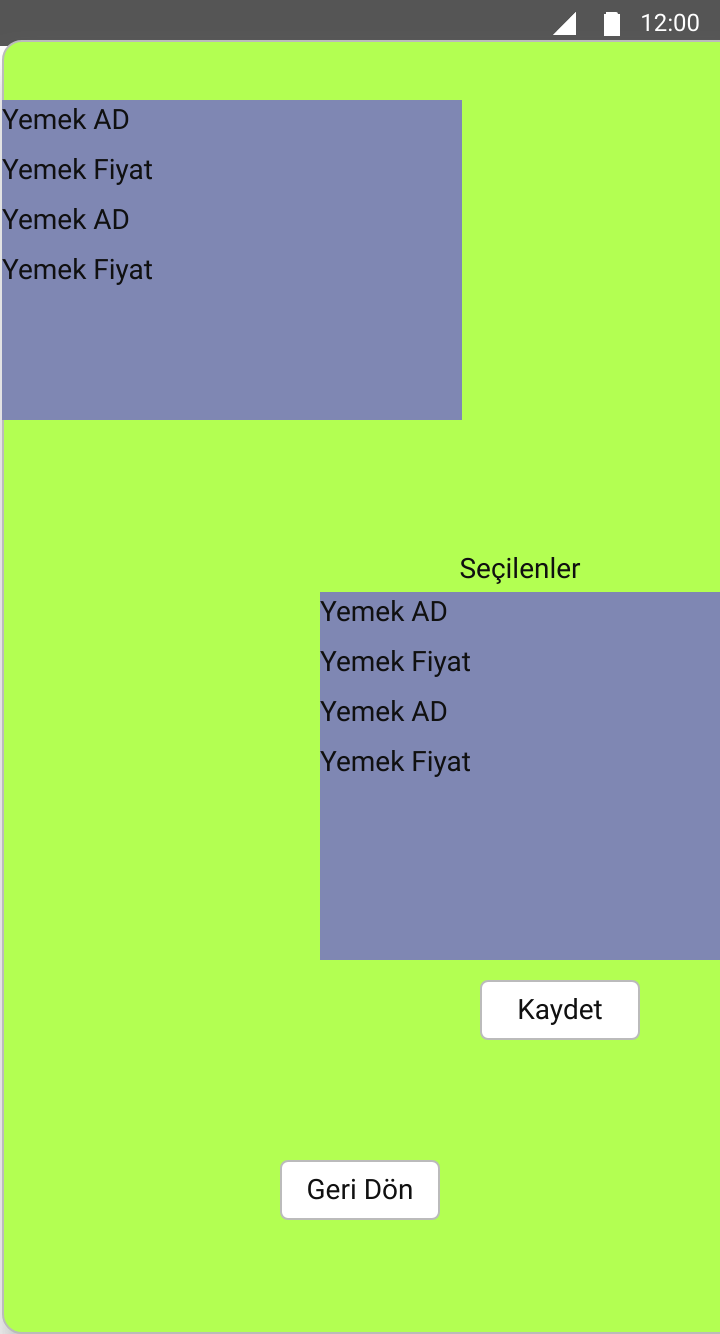 12:00
Yemek AD
Yemek Fiyat
Yemek AD
Yemek Fiyat
Seçilenler
Yemek AD
Yemek Fiyat
Yemek AD
Yemek Fiyat
Kaydet
Geri Dön